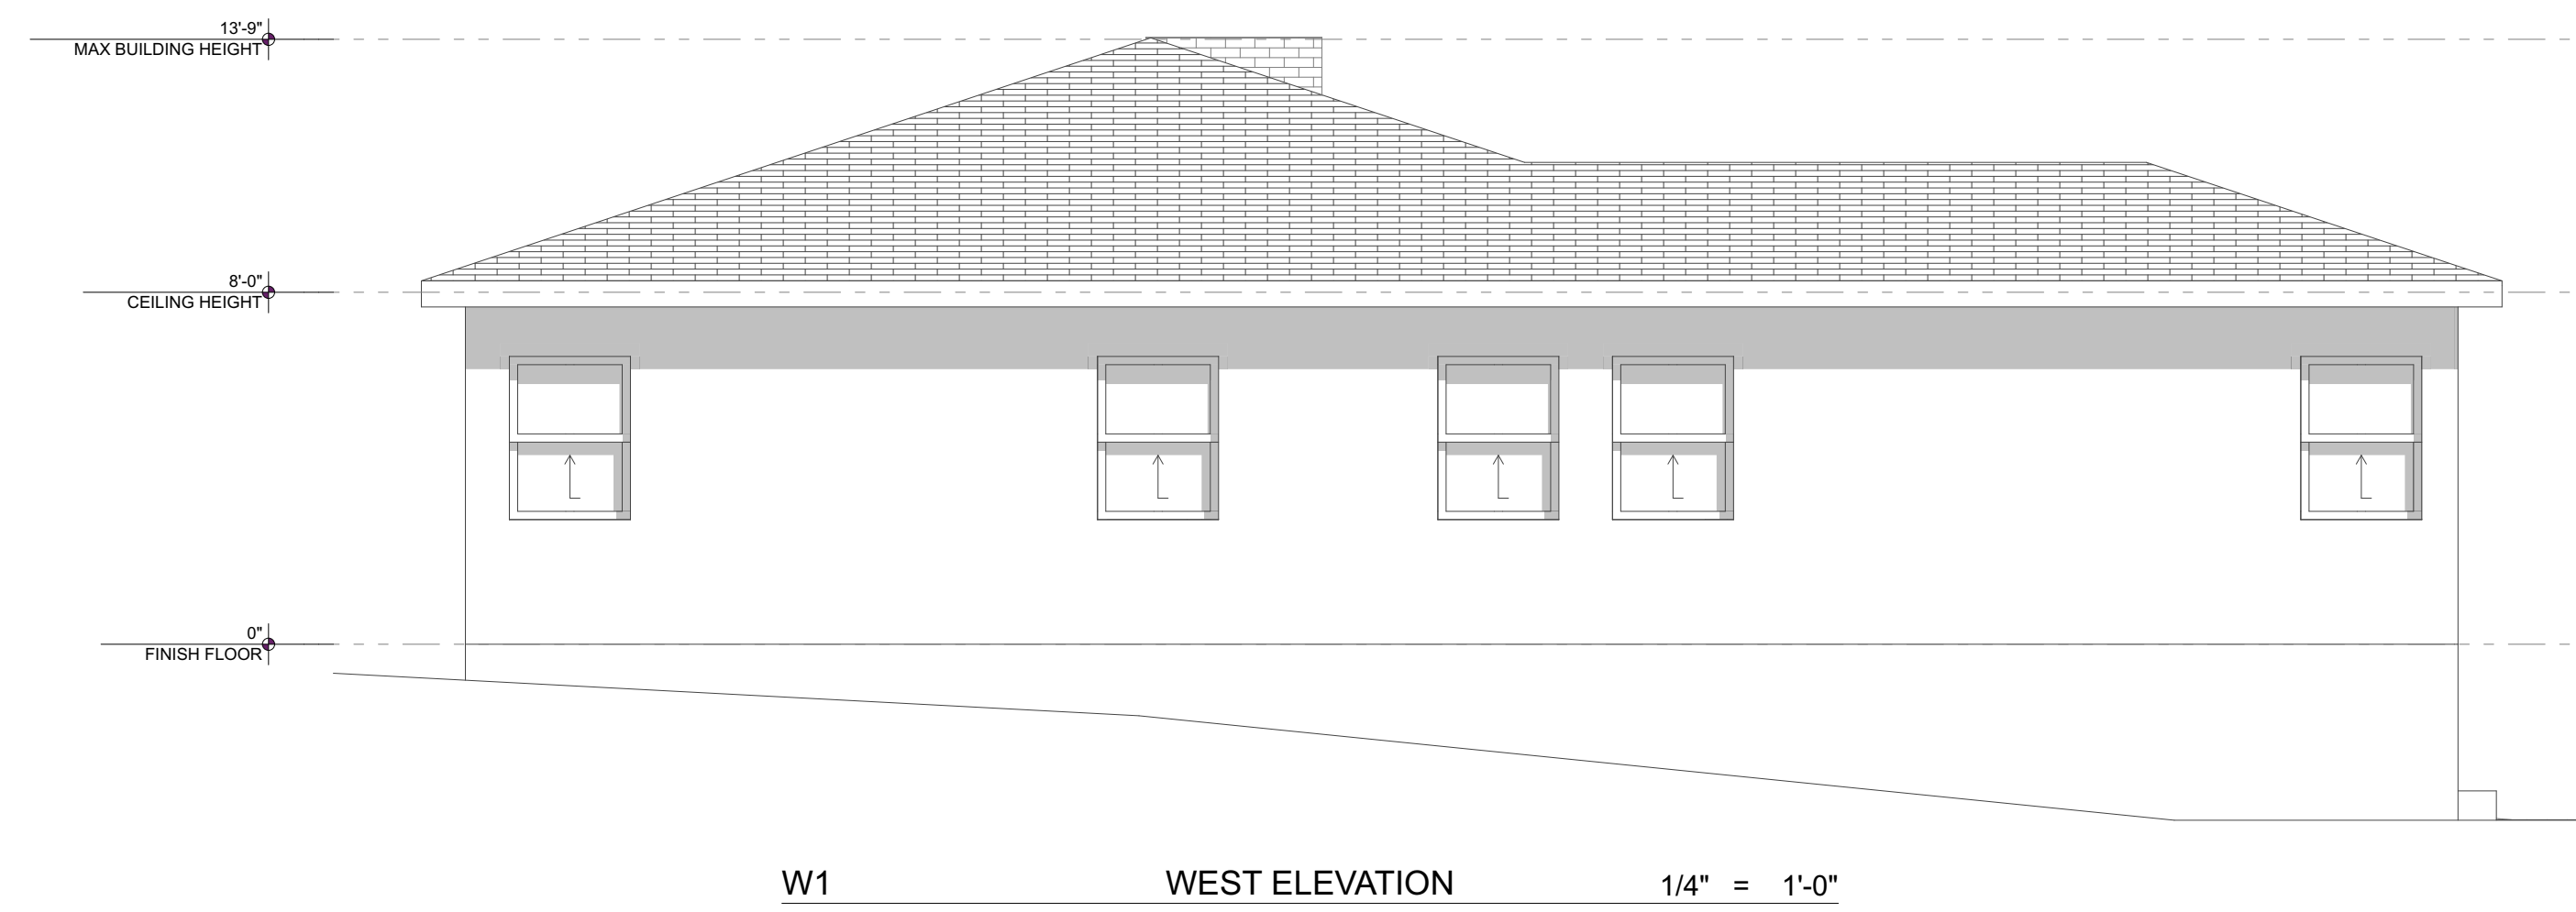 13'-9"
MAX BUILDING HEIGHT
8'-0"
CEILING HEIGHT
0"
FINISH FLOOR
W1 WEST ELEVATION 1/4" = 1'-0"